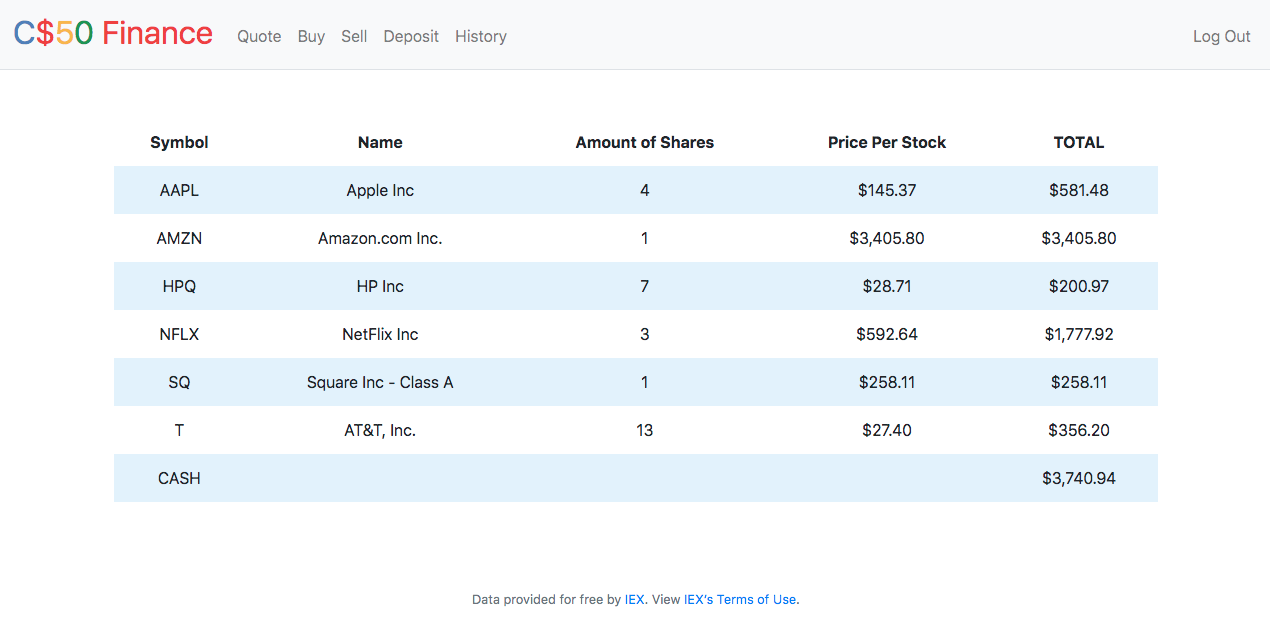 C$50 Finance Quote Buy Sell Deposit History Log Out
Symbol Name Amount of Shares Price Per Stock TOTAL
AAPL Apple Inc 4 $145.37 $581.48
AMZN Amazon.com Inc. 1 $3,405.80 $3,405.80
HPQ HP Inc 7 $28.71 $200.97
NFLX NetFlix Inc 3 $592.64 $1,777.92
SQ Square Inc - Class A 1 $258.11 $258.11
T AT&T, Inc. 13 $27.40 $356.20
CASH $3,740.94
Data provided for free by IEX. View IEX's Terms of Use.